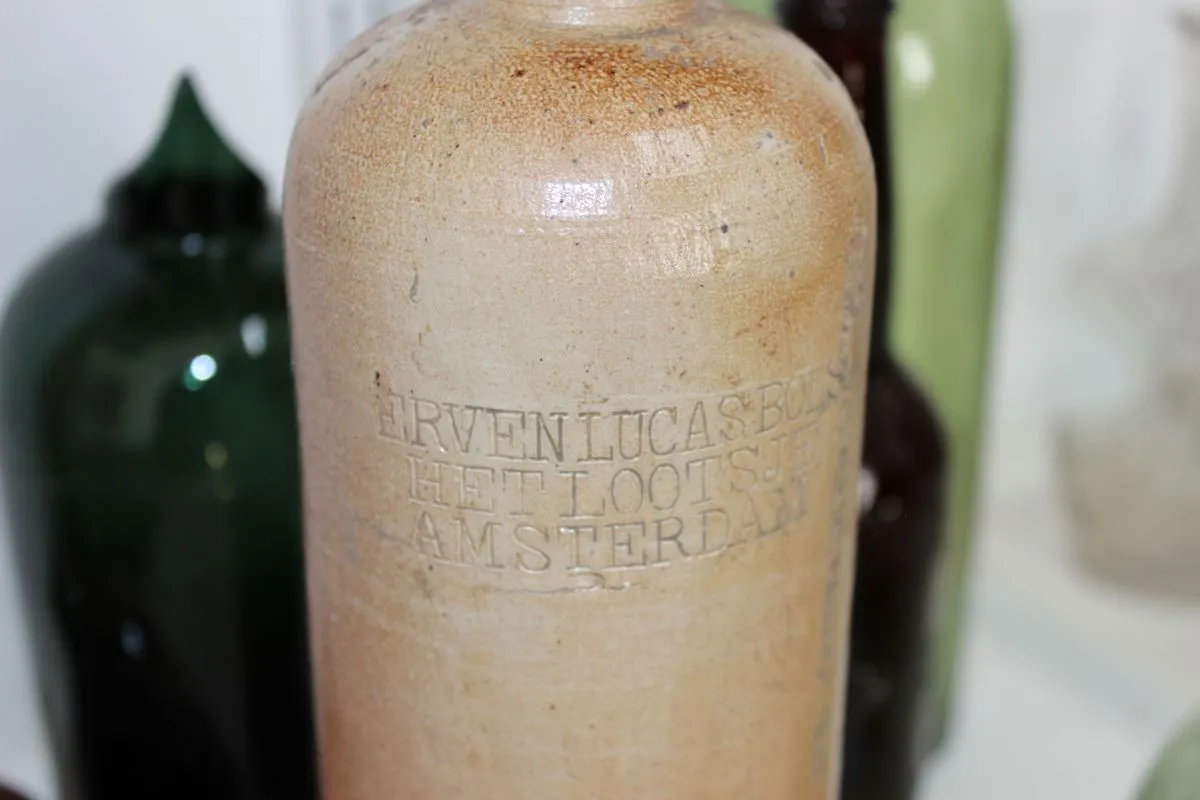 ERVEN LUCAS BOLS
HET LOOTSJE
AMSTERDAM